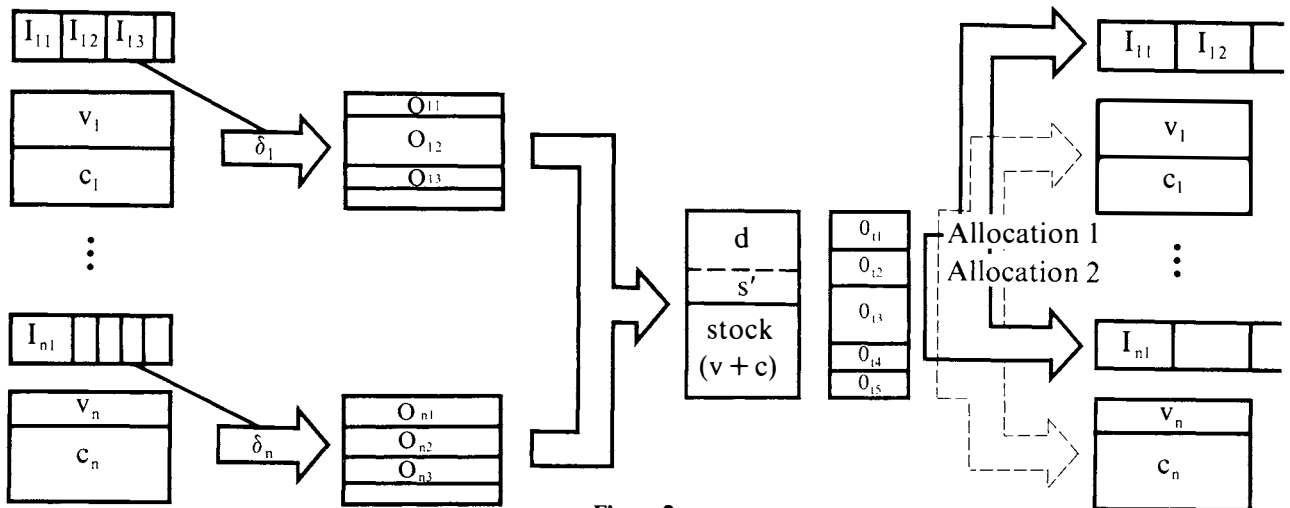 I₁₁ I₁₂ I₁₃
v₁
c₁
δ₁
O₁₁
O₁₂
O₁₃
⋮
Iₙ₁
vₙ
cₙ
δₙ
Oₙ₁
Oₙ₂
Oₙ₃
d
s′
stock
(v + c)
0ₜ₁
0ₜ₂
0ₜ₃
0ₜ₄
0ₜ₅
Allocation 1
Allocation 2
I₁₁ I₁₂
v₁
c₁
⋮
Iₙ₁
vₙ
cₙ